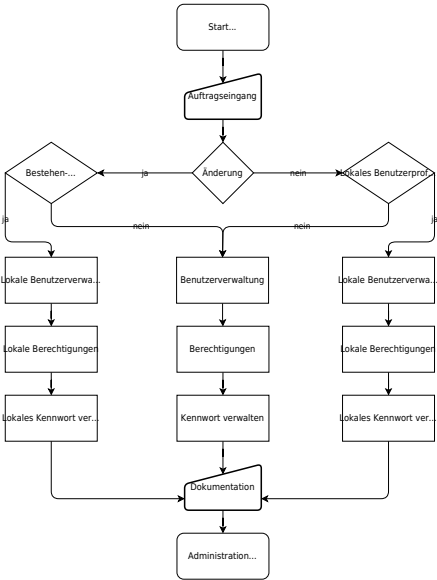 Start...
Auftragseingang
Bestehen-...
ja
Änderung
nein
Lokales Benutzerprof...
ja
nein
nein
ja
Lokale Benutzerverwa...
Benutzerverwaltung
Lokale Benutzerverwa...
Lokale Berechtigungen
Berechtigungen
Lokale Berechtigungen
Lokales Kennwort ver...
Kennwort verwalten
Lokales Kennwort ver...
Dokumentation
Administration...